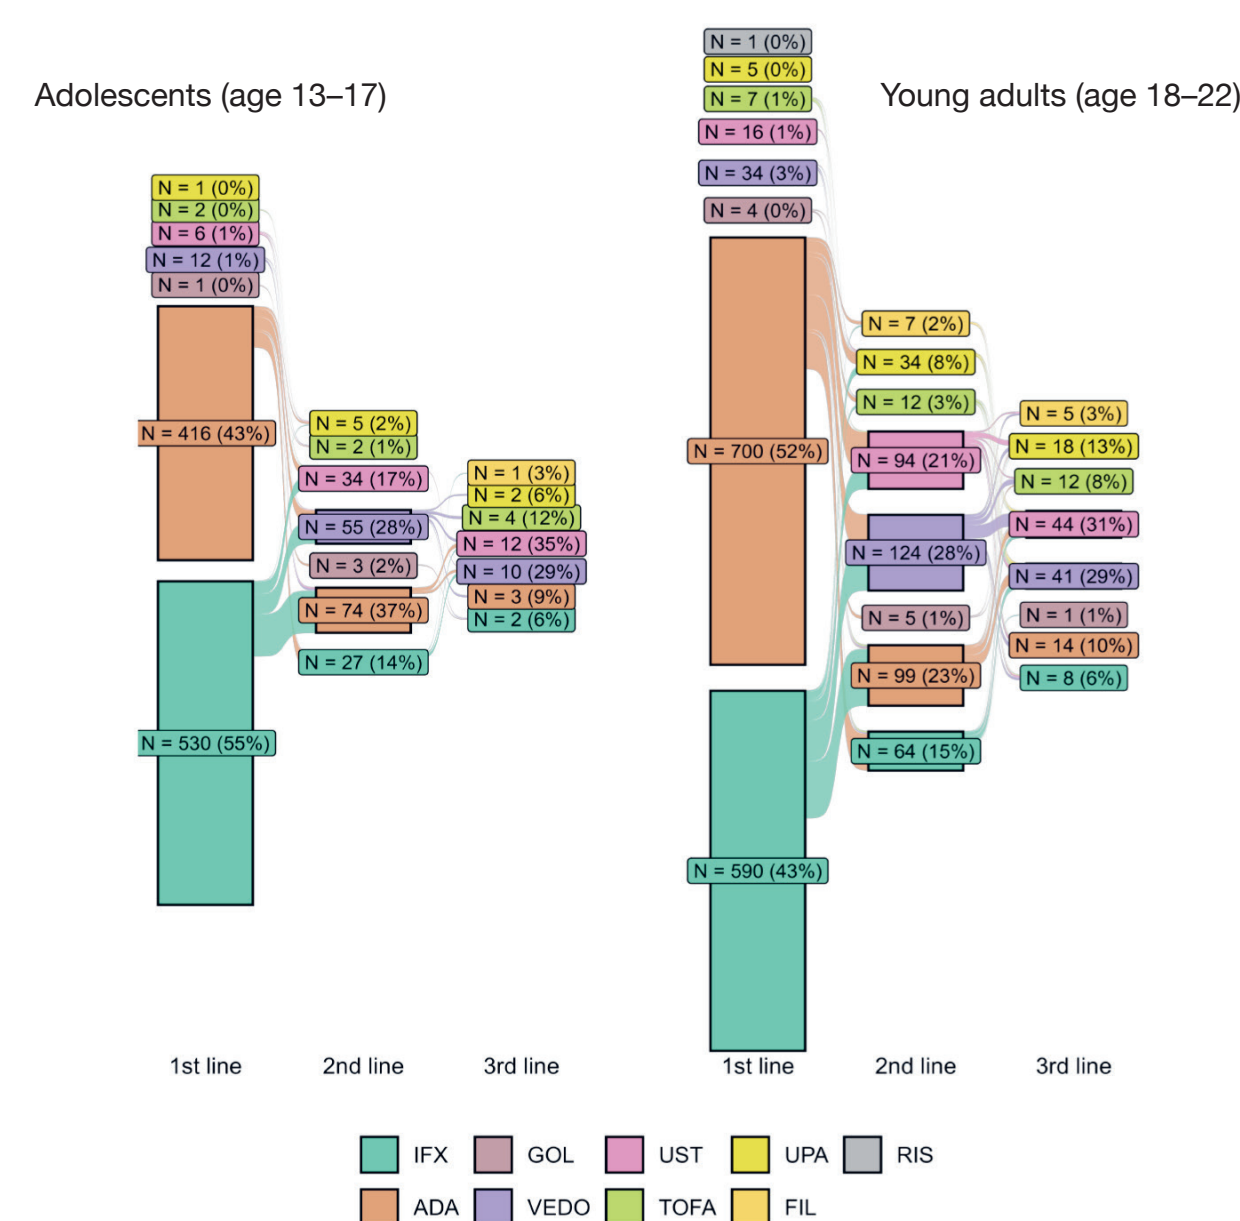 Adolescents (age 13–17)
N = 1 (0%)
N = 2 (0%)
N = 6 (1%)
N = 12 (1%)
N = 1 (0%)
N = 416 (43%)
N = 530 (55%)
N = 5 (2%)
N = 2 (1%)
N = 34 (17%)
N = 55 (28%)
N = 3 (2%)
N = 74 (37%)
N = 27 (14%)
N = 1 (3%)
N = 2 (6%)
N = 4 (12%)
N = 12 (35%)
N = 10 (29%)
N = 3 (9%)
N = 2 (6%)
1st line 2nd line 3rd line
Young adults (age 18–22)
N = 1 (0%)
N = 5 (0%)
N = 7 (1%)
N = 16 (1%)
N = 34 (3%)
N = 4 (0%)
N = 700 (52%)
N = 590 (43%)
N = 7 (2%)
N = 34 (8%)
N = 12 (3%)
N = 94 (21%)
N = 124 (28%)
N = 5 (1%)
N = 99 (23%)
N = 64 (15%)
N = 5 (3%)
N = 18 (13%)
N = 12 (8%)
N = 44 (31%)
N = 41 (29%)
N = 1 (1%)
N = 14 (10%)
N = 8 (6%)
1st line 2nd line 3rd line
IFX GOL UST UPA RIS
ADA VEDO TOFA FIL